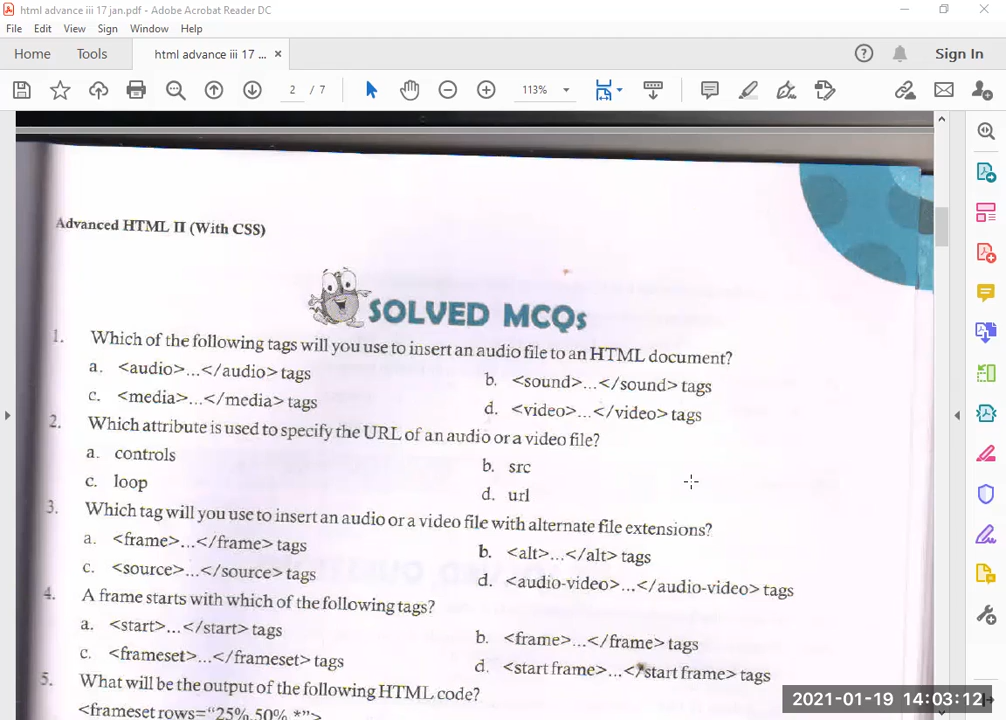 html advance iii 17 jan.pdf - Adobe Acrobat Reader DC
File Edit View Sign Window Help
Home Tools html advance iii 17 ... × Sign In
2 / 7 113%
Advanced HTML II (With CSS)
SOLVED MCQs
1. Which of the following tags will you use to insert an audio file to an HTML document?
a. <audio>...</audio> tags b. <sound>...</sound> tags
c. <media>...</media> tags d. <video>...</video> tags
2. Which attribute is used to specify the URL of an audio or a video file?
a. controls b. src
c. loop d. url
3. Which tag will you use to insert an audio or a video file with alternate file extensions?
a. <frame>...</frame> tags b. <alt>...</alt> tags
c. <source>...</source> tags d. <audio-video>...</audio-video> tags
4. A frame starts with which of the following tags?
a. <start>...</start> tags b. <frame>...</frame> tags
c. <frameset>...</frameset> tags d. <start frame>...</start frame> tags
5. What will be the output of the following HTML code?
<frameset rows="25%,50%,*">
2021-01-19 14:03:12